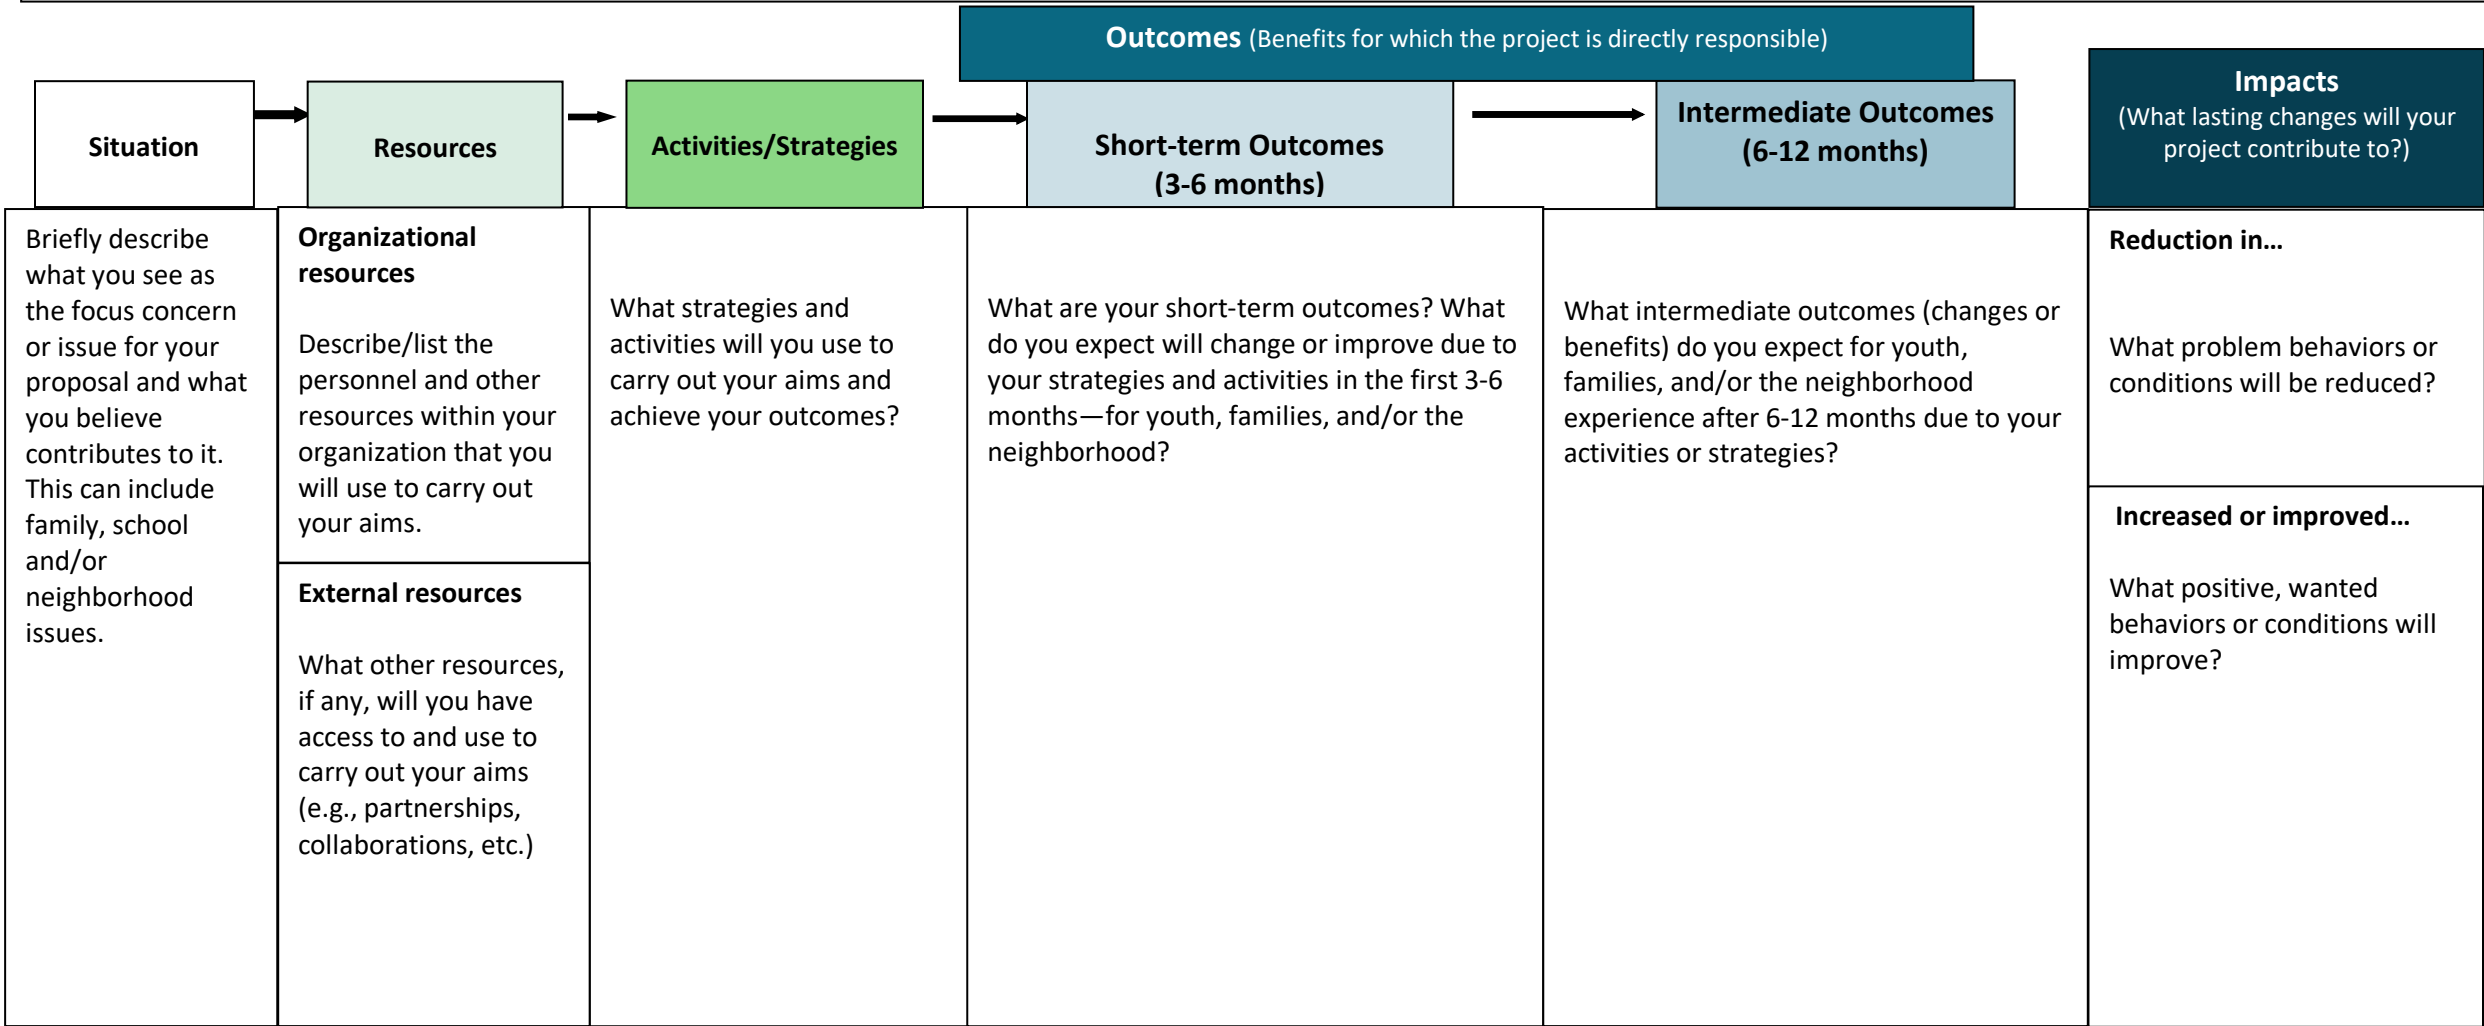 Outcomes (Benefits for which the project is directly responsible)
Situation
Resources
Activities/Strategies
Short-term Outcomes
(3-6 months)
Intermediate Outcomes
(6-12 months)
Impacts
(What lasting changes will your
project contribute to?)
Briefly describe
what you see as
the focus concern
or issue for your
proposal and what
you believe
contributes to it.
This can include
family, school
and/or
neighborhood
issues.
Organizational
resources
Describe/list the
personnel and other
resources within your
organization that you
will use to carry out
your aims.
External resources
What other resources,
if any, will you have
access to and use to
carry out your aims
(e.g., partnerships,
collaborations, etc.)
What strategies and
activities will you use to
carry out your aims and
achieve your outcomes?
What are your short-term outcomes? What
do you expect will change or improve due to
your strategies and activities in the first 3-6
months—for youth, families, and/or the
neighborhood?
What intermediate outcomes (changes or
benefits) do you expect for youth,
families, and/or the neighborhood
experience after 6-12 months due to your
activities or strategies?
Reduction in…
What problem behaviors or
conditions will be reduced?
Increased or improved…
What positive, wanted
behaviors or conditions will
improve?